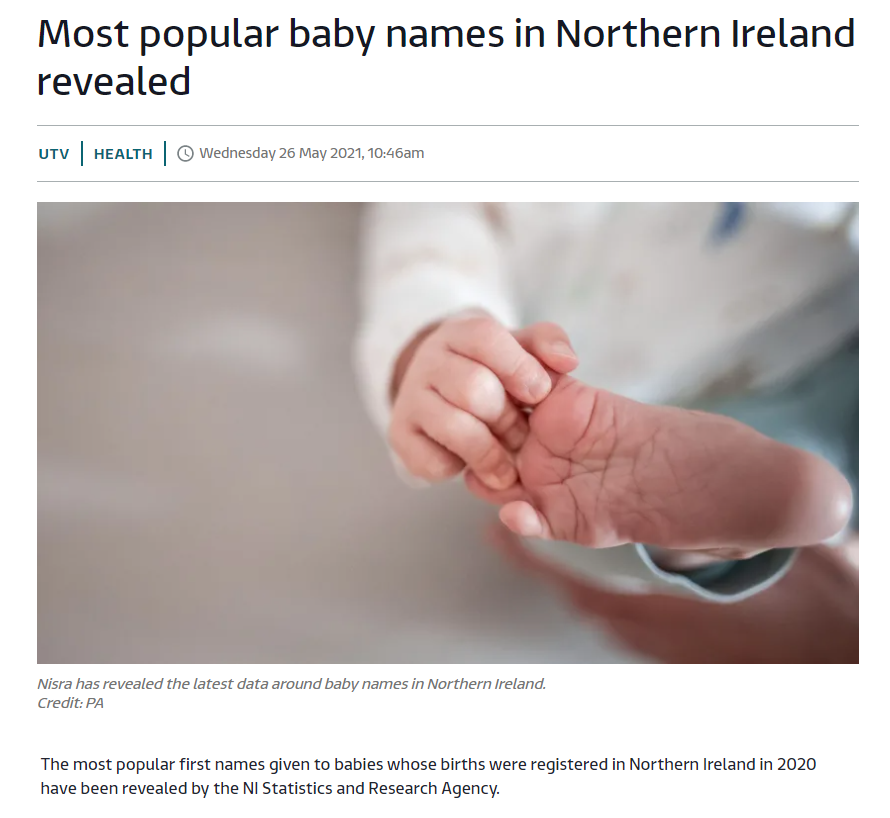 Most popular baby names in Northern Ireland
revealed
UTV HEALTH Wednesday 26 May 2021, 10:46am
Nisra has revealed the latest data around baby names in Northern Ireland.
Credit: PA
The most popular first names given to babies whose births were registered in Northern Ireland in 2020
have been revealed by the NI Statistics and Research Agency.